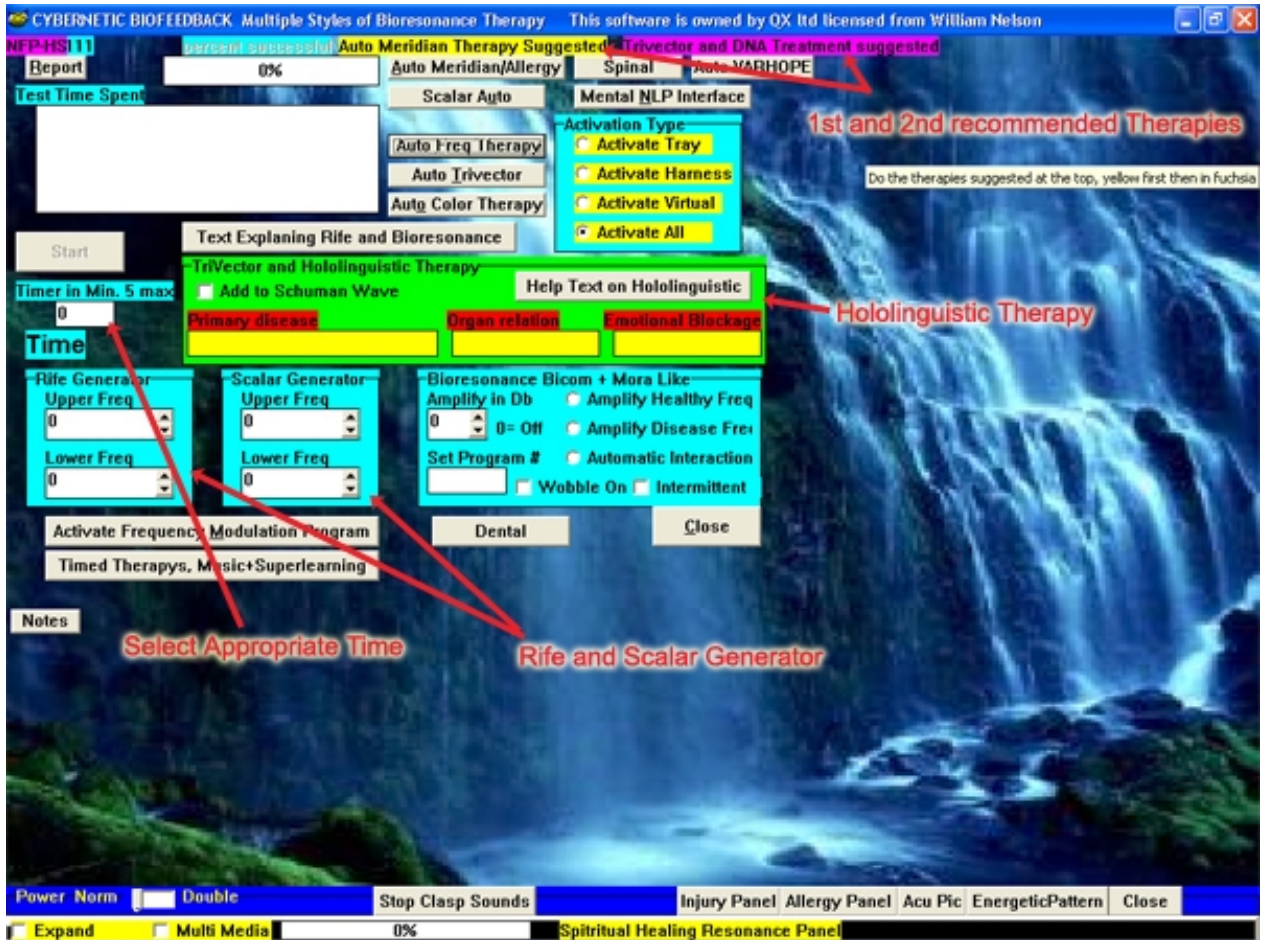 CYBERNETIC BIOFEEDBACK Multiple Styles of Bioresonance Therapy This software is owned by QX ltd licensed from William Nelson
NFP-HS111 percent successful Auto Meridian Therapy Suggested Trivector and DNA Treatment suggested
Report 0% Auto Meridian/Allergy Spinal Auto VARHOPE
Test Time Spent Scalar Auto Mental NLP Interface
1st and 2nd recommended Therapies
Activation Type
Auto Freq Therapy Activate Tray
Auto Trivector Activate Harness
Do the therapies suggested at the top, yellow first then in fuchsia
Auto Color Therapy Activate Virtual
Text Explaning Rife and Bioresonance Activate All
Start
TriVector and Hololinguistic Therapy
Timer in Min. 5 max Add to Schuman Wave Help Text on Hololinguistic
0 Hololinguistic Therapy
Primary disease Organ relation Emotional Blockage
Time
Rife Generator Scalar Generator Bioresonance Bicom + Mora Like
Upper Freq Upper Freq Amplify in Db Amplify Healthy Freq
0 0 0 0= Off Amplify Disease Fre
Lower Freq Lower Freq Set Program # Automatic Interaction
0 0 Wobble On Intermittent
Activate Frequency Modulation Program Dental Close
Timed Therapys, Music+Superlearning
Notes
Select Appropriate Time Rife and Scalar Generator
Power Norm Double Stop Clasp Sounds Injury Panel Allergy Panel Acu Pic EnergeticPattern Close
Expand Multi Media 0% Spitritual Healing Resonance Panel